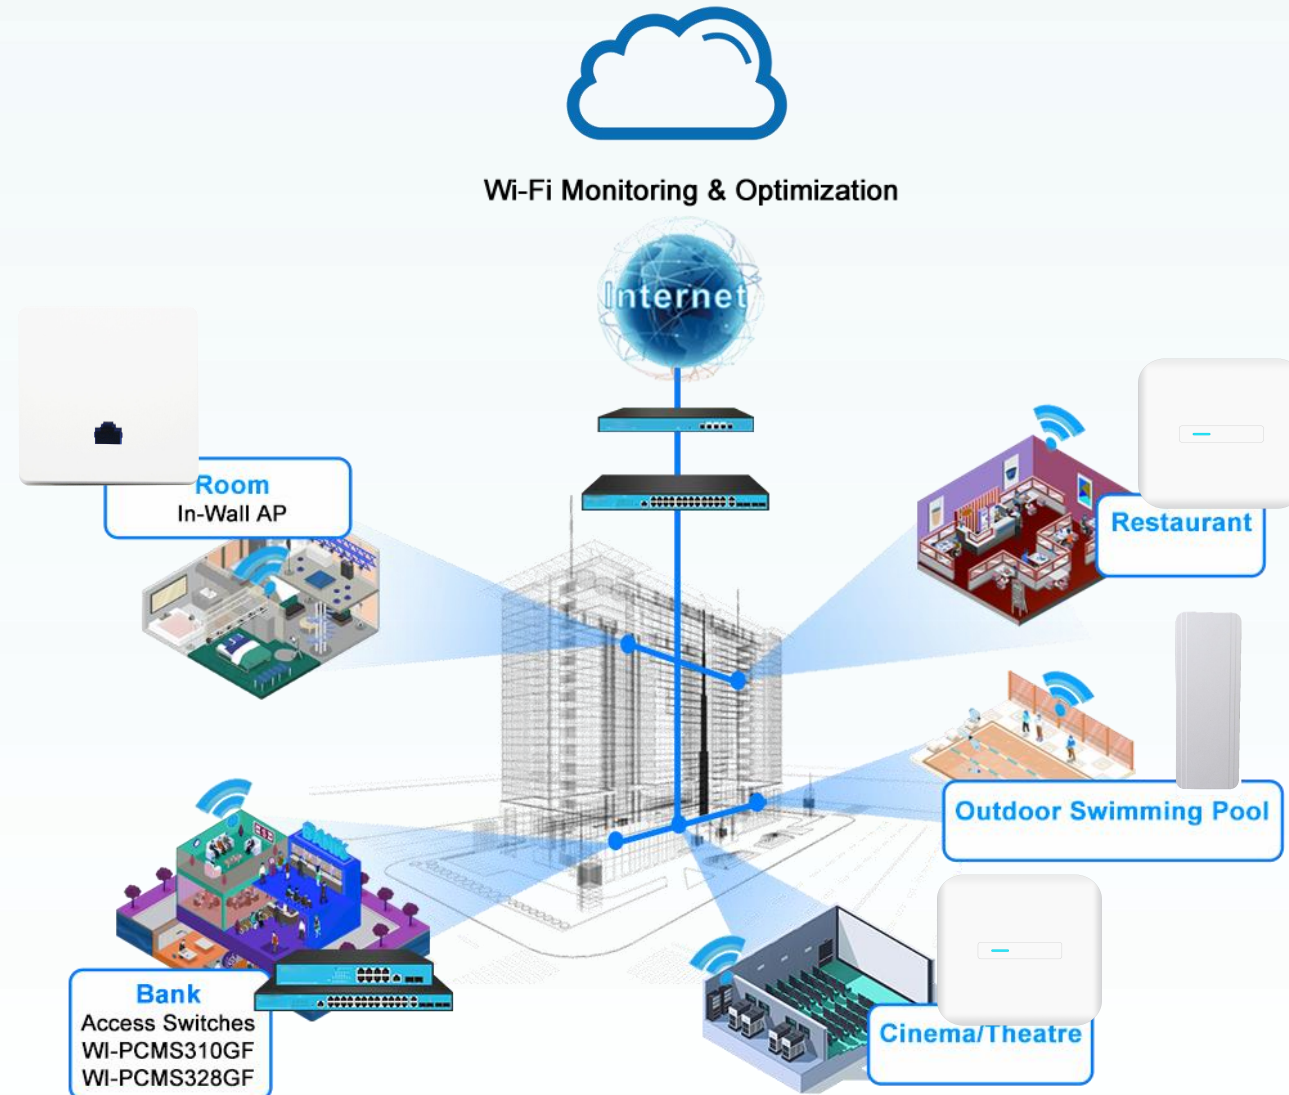 Wi-Fi Monitoring & Optimization
Internet
Room
In-Wall AP
Restaurant
Outdoor Swimming Pool
Bank
Bank
Access Switches
WI-PCMS310GF
WI-PCMS328GF
Cinema/Theatre